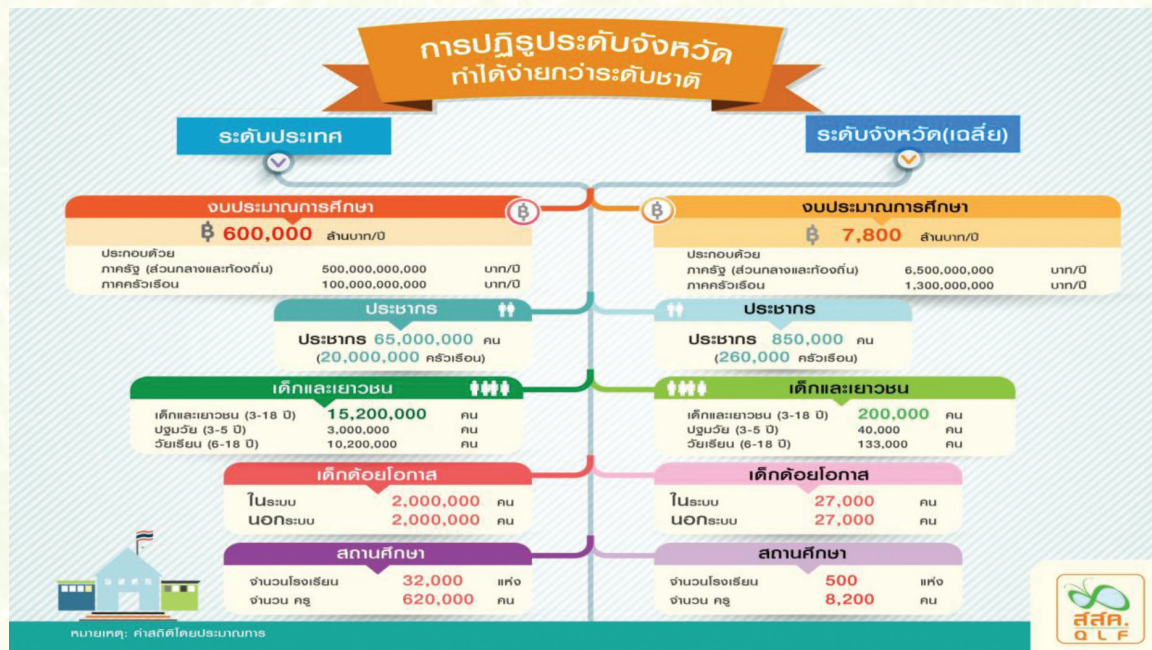 การปฏิรูประดับจังหวัด
ทำได้ง่ายกว่าระดับชาติ
ระดับประเทศ
งบประมาณการศึกษา
฿ 600,000 ล้านบาท/ปี
ประกอบด้วย
ภาครัฐ (ส่วนกลางและท้องถิ่น) 500,000,000,000 บาท/ปี
ภาคครัวเรือน 100,000,000,000 บาท/ปี
ประชากร
ประชากร 65,000,000 คน
(20,000,000 ครัวเรือน)
เด็กและเยาวชน
เด็กและเยาวชน (3-18 ปี) 15,200,000 คน
ปฐมวัย (3-5 ปี) 3,000,000 คน
วัยเรียน (6-18 ปี) 10,200,000 คน
เด็กด้อยโอกาส
ในระบบ 2,000,000 คน
นอกระบบ 2,000,000 คน
สถานศึกษา
จำนวนโรงเรียน 32,000 แห่ง
จำนวน ครู 620,000 คน
ระดับจังหวัด(เฉลี่ย)
งบประมาณการศึกษา
฿ 7,800 ล้านบาท/ปี
ประกอบด้วย
ภาครัฐ (ส่วนกลางและท้องถิ่น) 6,500,000,000 บาท/ปี
ภาคครัวเรือน 1,300,000,000 บาท/ปี
ประชากร
ประชากร 850,000 คน
(260,000 ครัวเรือน)
เด็กและเยาวชน
เด็กและเยาวชน (3-18 ปี) 200,000 คน
ปฐมวัย (3-5 ปี) 40,000 คน
วัยเรียน (6-18 ปี) 133,000 คน
เด็กด้อยโอกาส
ในระบบ 27,000 คน
นอกระบบ 27,000 คน
สถานศึกษา
จำนวนโรงเรียน 500 แห่ง
จำนวน ครู 8,200 คน
หมายเหตุ: ค่าสถิติโดยประมาณการ
สสค.
QLF